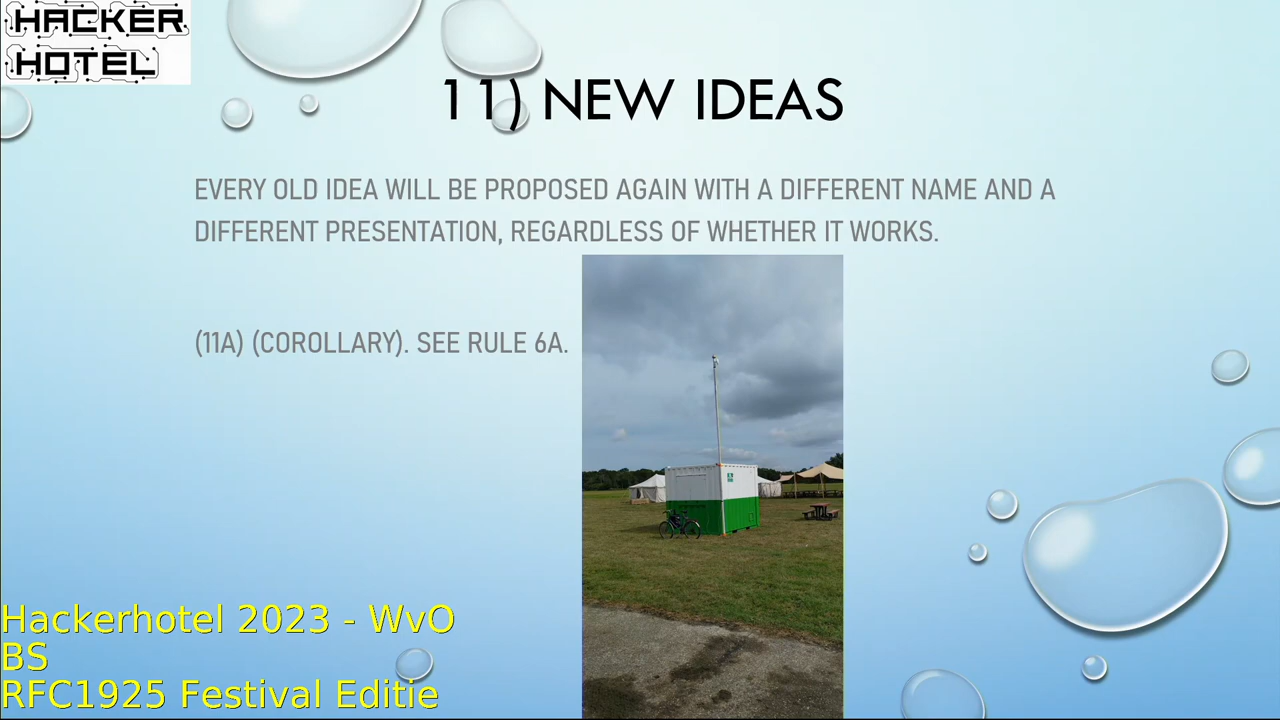 HACKER
HOTEL
11) NEW IDEAS
EVERY OLD IDEA WILL BE PROPOSED AGAIN WITH A DIFFERENT NAME AND A
DIFFERENT PRESENTATION, REGARDLESS OF WHETHER IT WORKS.
(11A) (COROLLARY). SEE RULE 6A.
Hackerhotel 2023 - WvO
BS
RFC1925 Festival Editie